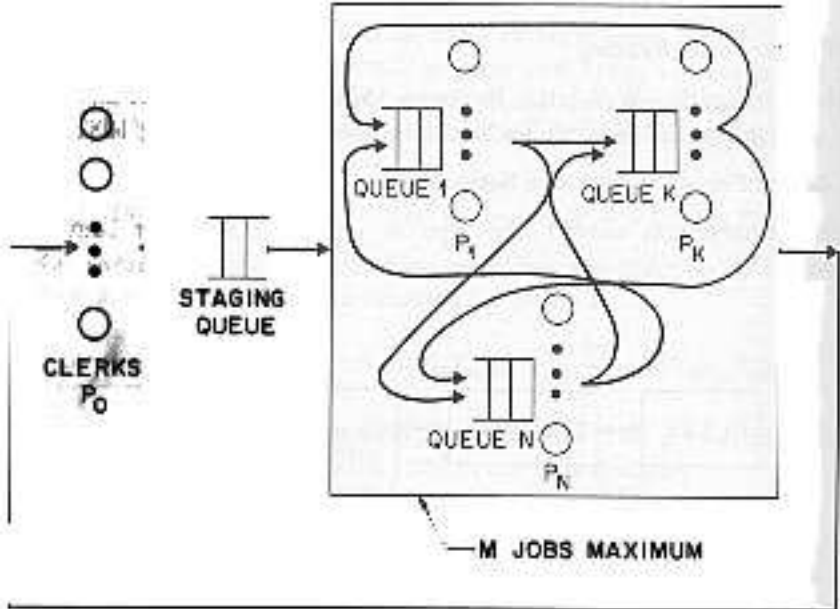 QUEUE 1
QUEUE K
P1
PK
STAGING
QUEUE
CLERKS
P0
QUEUE N
PN
M JOBS MAXIMUM